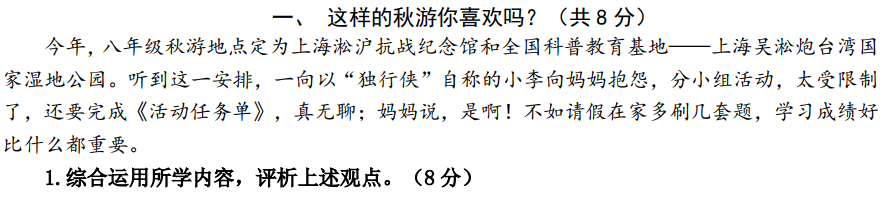 一、 这样的秋游你喜欢吗？（共 8 分）
今年，八年级秋游地点定为上海淞沪抗战纪念馆和全国科普教育基地——上海吴淞炮台湾国
家湿地公园。听到这一安排，一向以“独行侠”自称的小李向妈妈抱怨，分小组活动，太受限制
了，还要完成《活动任务单》，真无聊；妈妈说，是啊！不如请假在家多刷几套题，学习成绩好
比什么都重要。
1.综合运用所学内容，评析上述观点。（8 分）